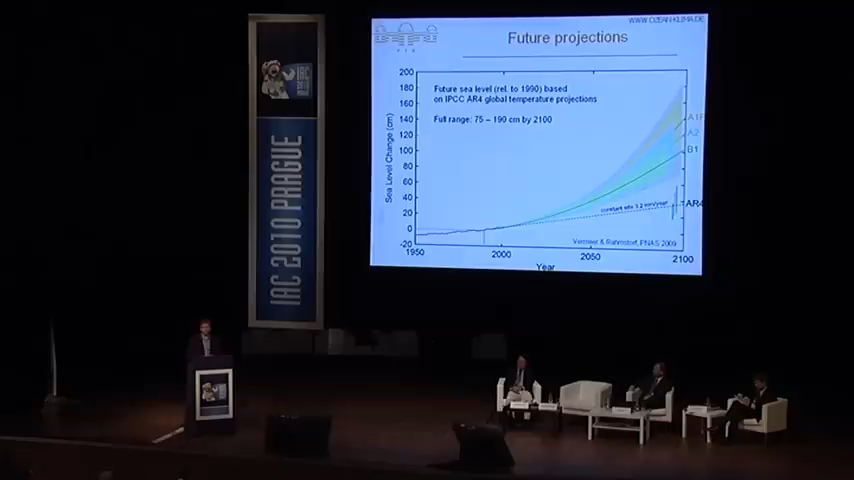 WWW.OZEAN-KLIMA.DE
P I K
Future projections
Future sea level (rel. to 1990) based
on IPCC AR4 global temperature projections
Full range: 75 – 190 cm by 2100
Sea Level Change (cm)
200
180
160
140
120
100
80
60
40
20
0
-20
A1F
A2
B1
AR4
Vermeer & Rahmstorf, PNAS 2009
1950
2000
2050
2100
Year
IAC
IAC 2010 PRAGUE